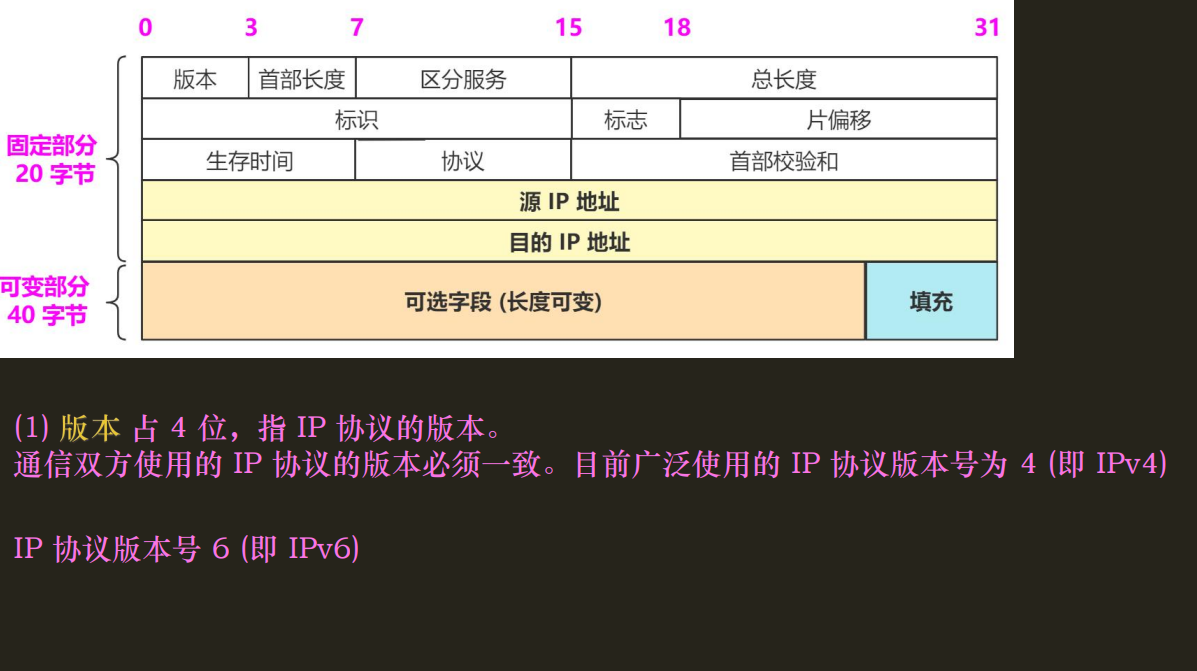 0 3 7 15 18 31
版本 首部长度 区分服务 总长度
标识 标志 片偏移
固定部分
20 字节
生存时间 协议 首部校验和
源 IP 地址
目的 IP 地址
可变部分
40 字节
可选字段 (长度可变) 填充
(1) 版本 占 4 位，指 IP 协议的版本。
通信双方使用的 IP 协议的版本必须一致。目前广泛使用的 IP 协议版本号为 4 (即 IPv4)
IP 协议版本号 6 (即 IPv6)